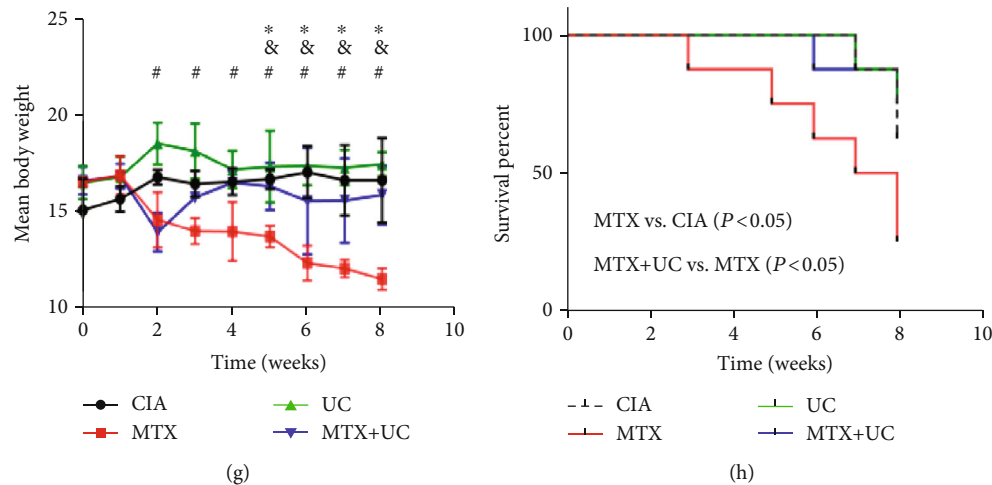 25
20
15
10
Mean body weight
* * * *
& & & &
# # # # # # #
0 2 4 6 8 10
Time (weeks)
CIA
UC
MTX
MTX+UC
(g)
100
50
0
Survival percent
MTX vs. CIA (P<0.05)
MTX+UC vs. MTX (P<0.05)
0 2 4 6 8 10
Time (weeks)
CIA
UC
MTX
MTX+UC
(h)